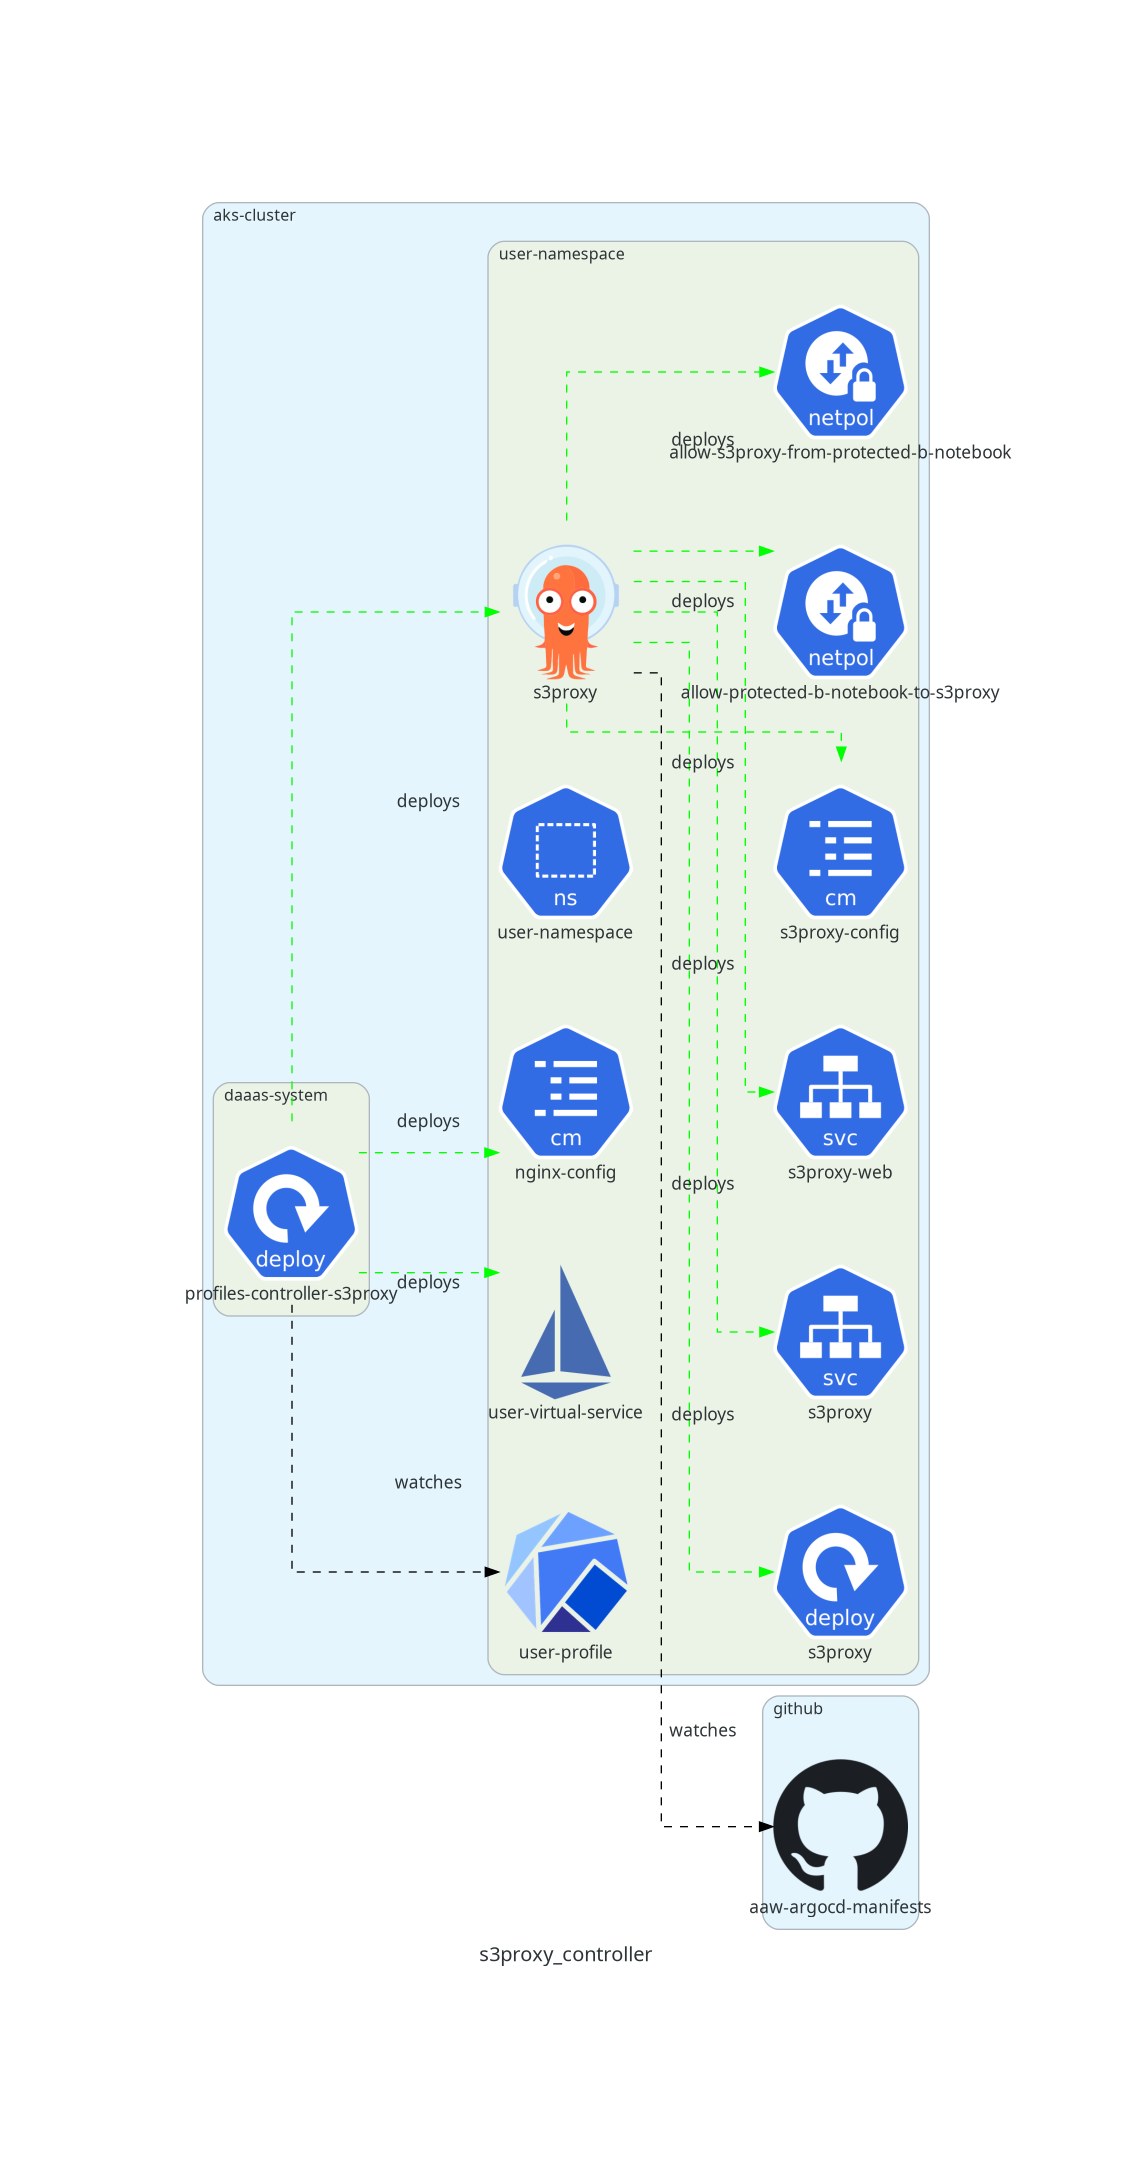 aks-cluster
user-namespace
netpol
deploys
allow-s3proxy-from-protected-b-notebook
deploys
netpol
s3proxy
allow-protected-b-notebook-to-s3proxy
deploys
deploys
ns
cm
user-namespace
s3proxy-config
deploys
daaas-system
deploys
cm
svc
nginx-config
s3proxy-web
deploys
deploy
profiles-controller-s3proxy
deploys
svc
user-virtual-service
s3proxy
deploys
watches
deploy
user-profile
s3proxy
github
watches
aaw-argocd-manifests
s3proxy_controller